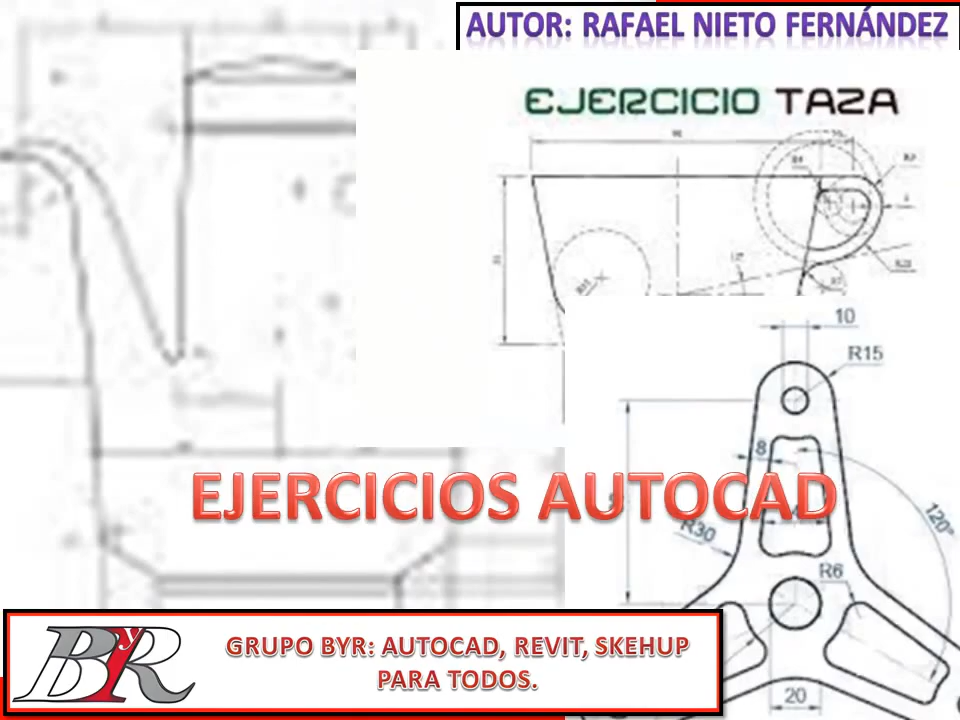 AUTOR: RAFAEL NIETO FERNÁNDEZ
EJERCICIO TAZA
10
R15
8
EJERCICIOS AUTOCAD
R30
120°
R6
ByR
GRUPO BYR: AUTOCAD, REVIT, SKEHUP
PARA TODOS.
20